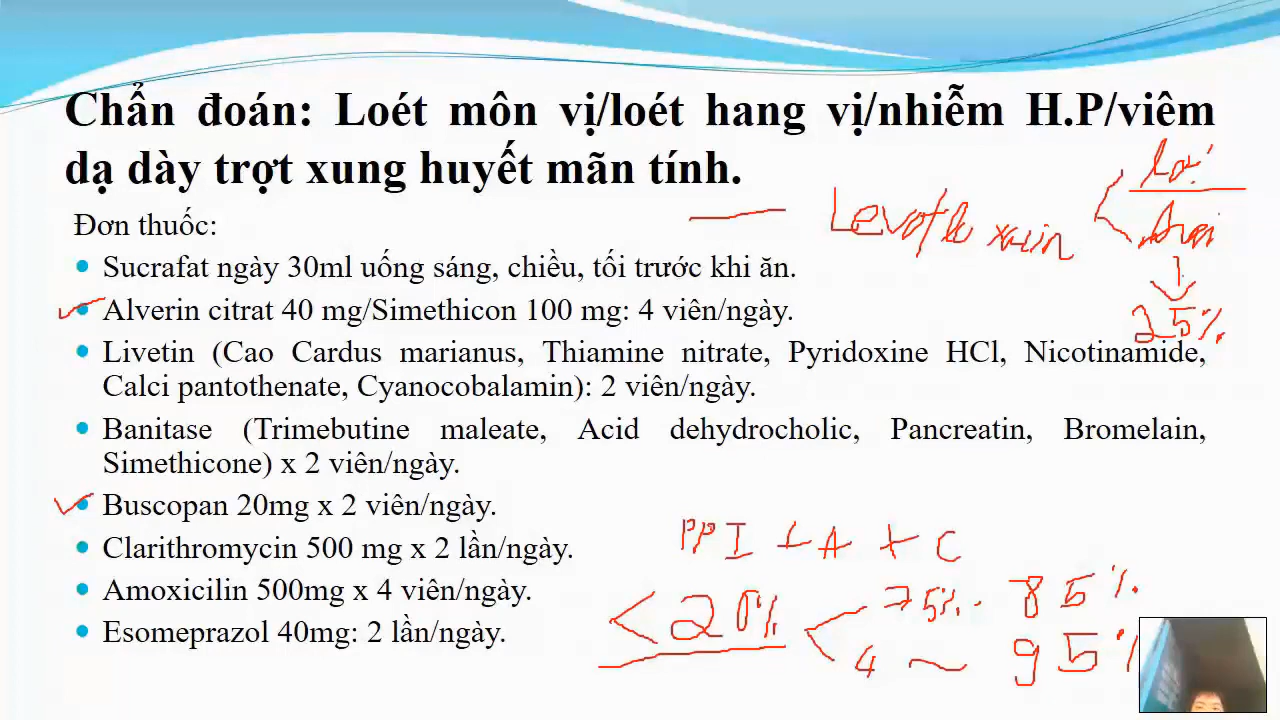 Chẩn đoán: Loét môn vị/loét hang vị/nhiễm H.P/viêm
dạ dày trợt xung huyết mãn tính.
Levofloxacin
25%
Đơn thuốc:
Sucrafat ngày 30ml uống sáng, chiều, tối trước khi ăn.
Alverin citrat 40 mg/Simethicon 100 mg: 4 viên/ngày.
Livetin (Cao Cardus marianus, Thiamine nitrate, Pyridoxine HCl, Nicotinamide,
Calci pantothenate, Cyanocobalamin): 2 viên/ngày.
Banitase (Trimebutine maleate, Acid dehydrocholic, Pancreatin, Bromelain,
Simethicone) x 2 viên/ngày.
Buscopan 20mg x 2 viên/ngày.
Clarithromycin 500 mg x 2 lần/ngày.
Amoxicilin 500mg x 4 viên/ngày.
Esomeprazol 40mg: 2 lần/ngày.
PPI + A + C
< 20% < 75% 85%
4 ~ 95%